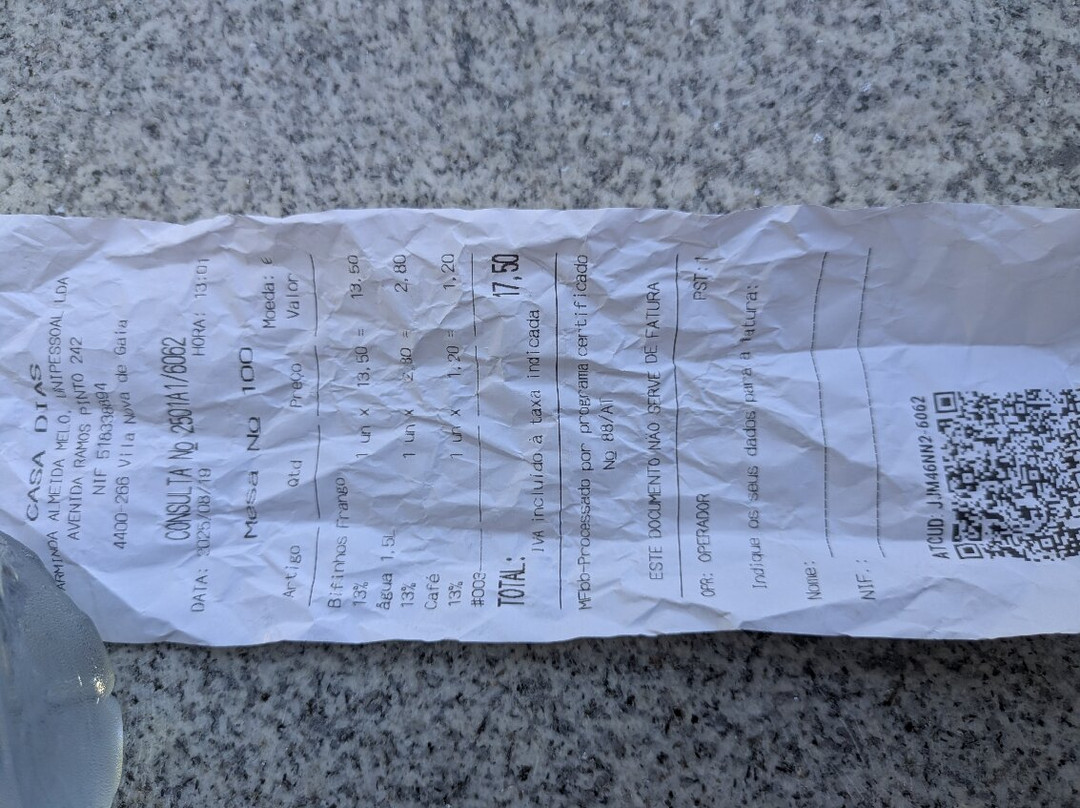 CASA DIAS
ARMINDA ALMEIDA MELO, UNIPESSOAL LDA
AVENIDA RAMOS PINTO 242
NIF 518338494
4400-266 Vila Nova de Gaia
CONSULTA Nº 2501A11/6062
DATA: 2025/08/19 HORA: 13:01
Mesa Nº 100
Moeda: €
Artigo Qtd Preço Valor
Bifinhos Frango
13% 1 un x 13,50 = 13,50
Água 1,5L
13% 1 un x 2,80 = 2,80
Café
13% 1 un x 1,20 = 1,20
#003
TOTAL: 17,50
IVA incluído à taxa indicada
MFbb-Processado por programa certificado
Nº 88/AT
ESTE DOCUMENTO NÃO SERVE DE FATURA
OPR: OPERADOR PST:1
Indique os seus dados para a fatura:
Nome:
NIF.:
ATCUD JJM46NN2-6062